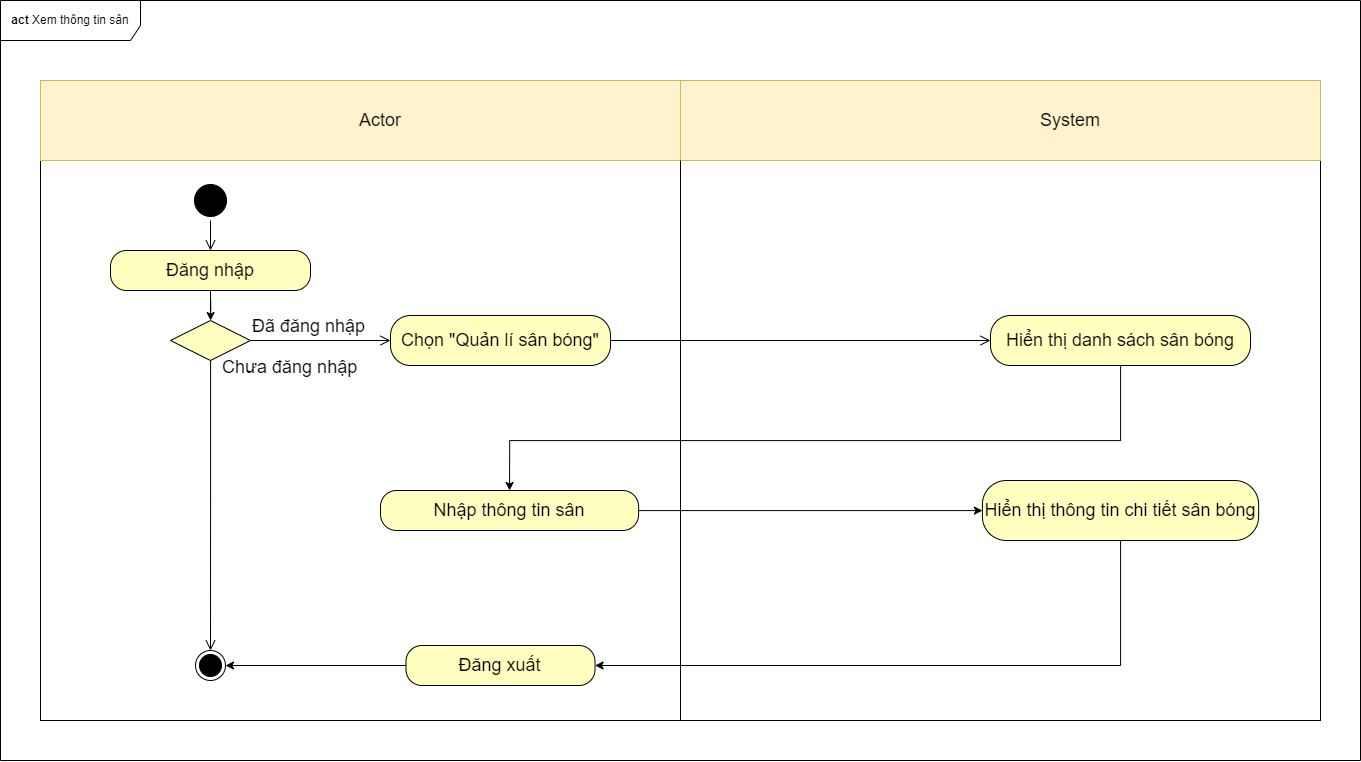 act Xem thông tin sân
Actor
System
Đăng nhập
Đã đăng nhập
Chọn "Quản lí sân bóng"
Hiển thị danh sách sân bóng
Chưa đăng nhập
Nhập thông tin sân
Hiển thị thông tin chi tiết sân bóng
Đăng xuất